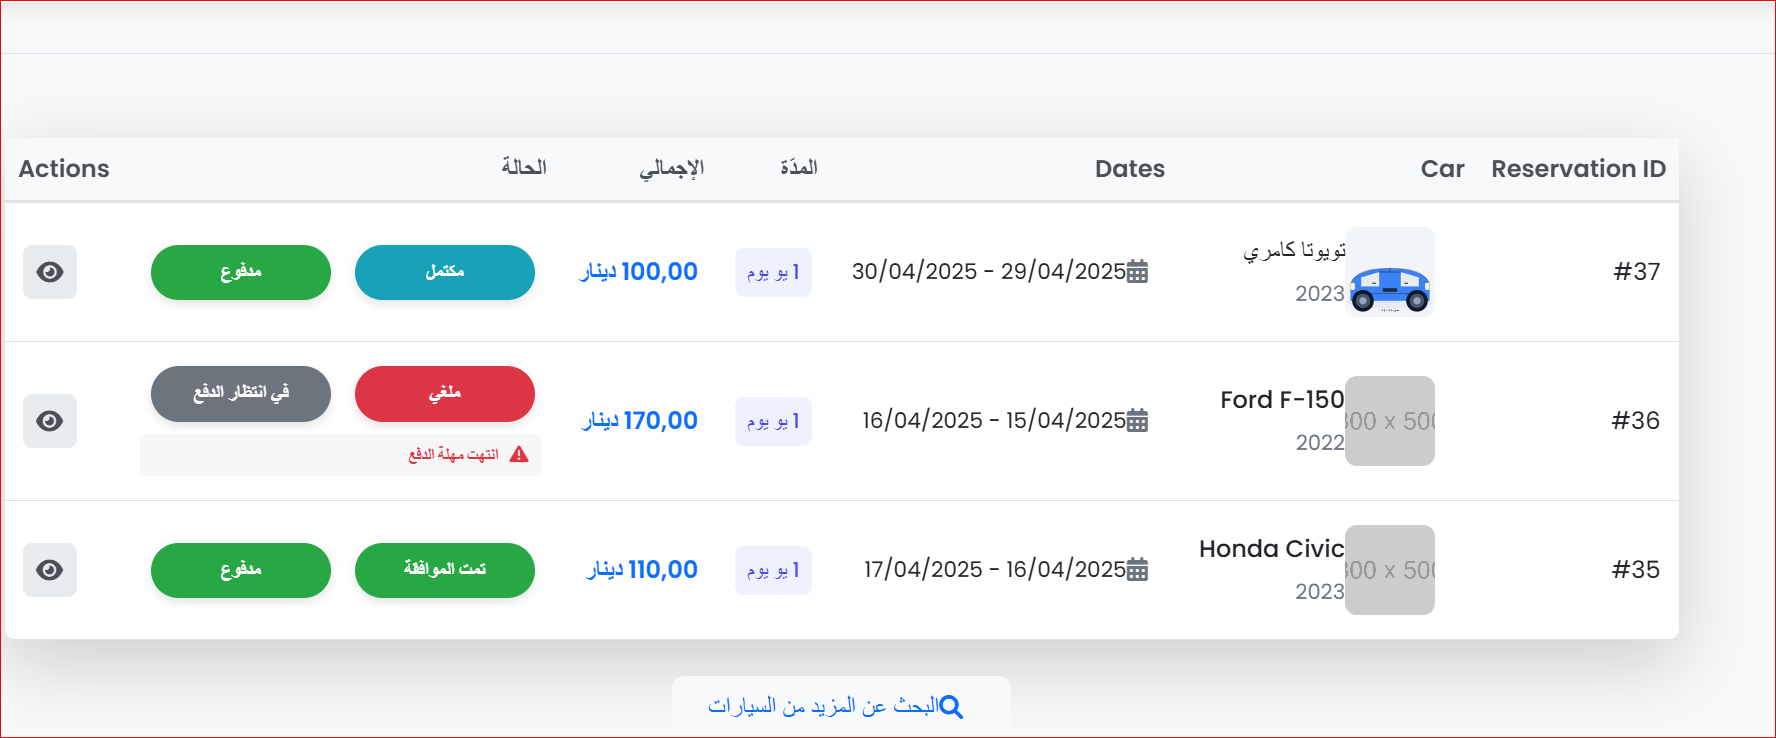 Reservation ID Car Dates المدّة الإجمالي الحالة Actions
#37
تويوتا كامري
2023
29/04/2025 - 30/04/2025
1 يو يوم
100,00 دينار
مكتمل
مدفوع
#36
300 x 500
Ford F-150
2022
15/04/2025 - 16/04/2025
1 يو يوم
170,00 دينار
ملغي
في انتظار الدفع
انتهت مهلة الدفع
#35
300 x 500
Honda Civic
2023
16/04/2025 - 17/04/2025
1 يو يوم
110,00 دينار
تمت الموافقة
مدفوع
البحث عن المزيد من السيارات